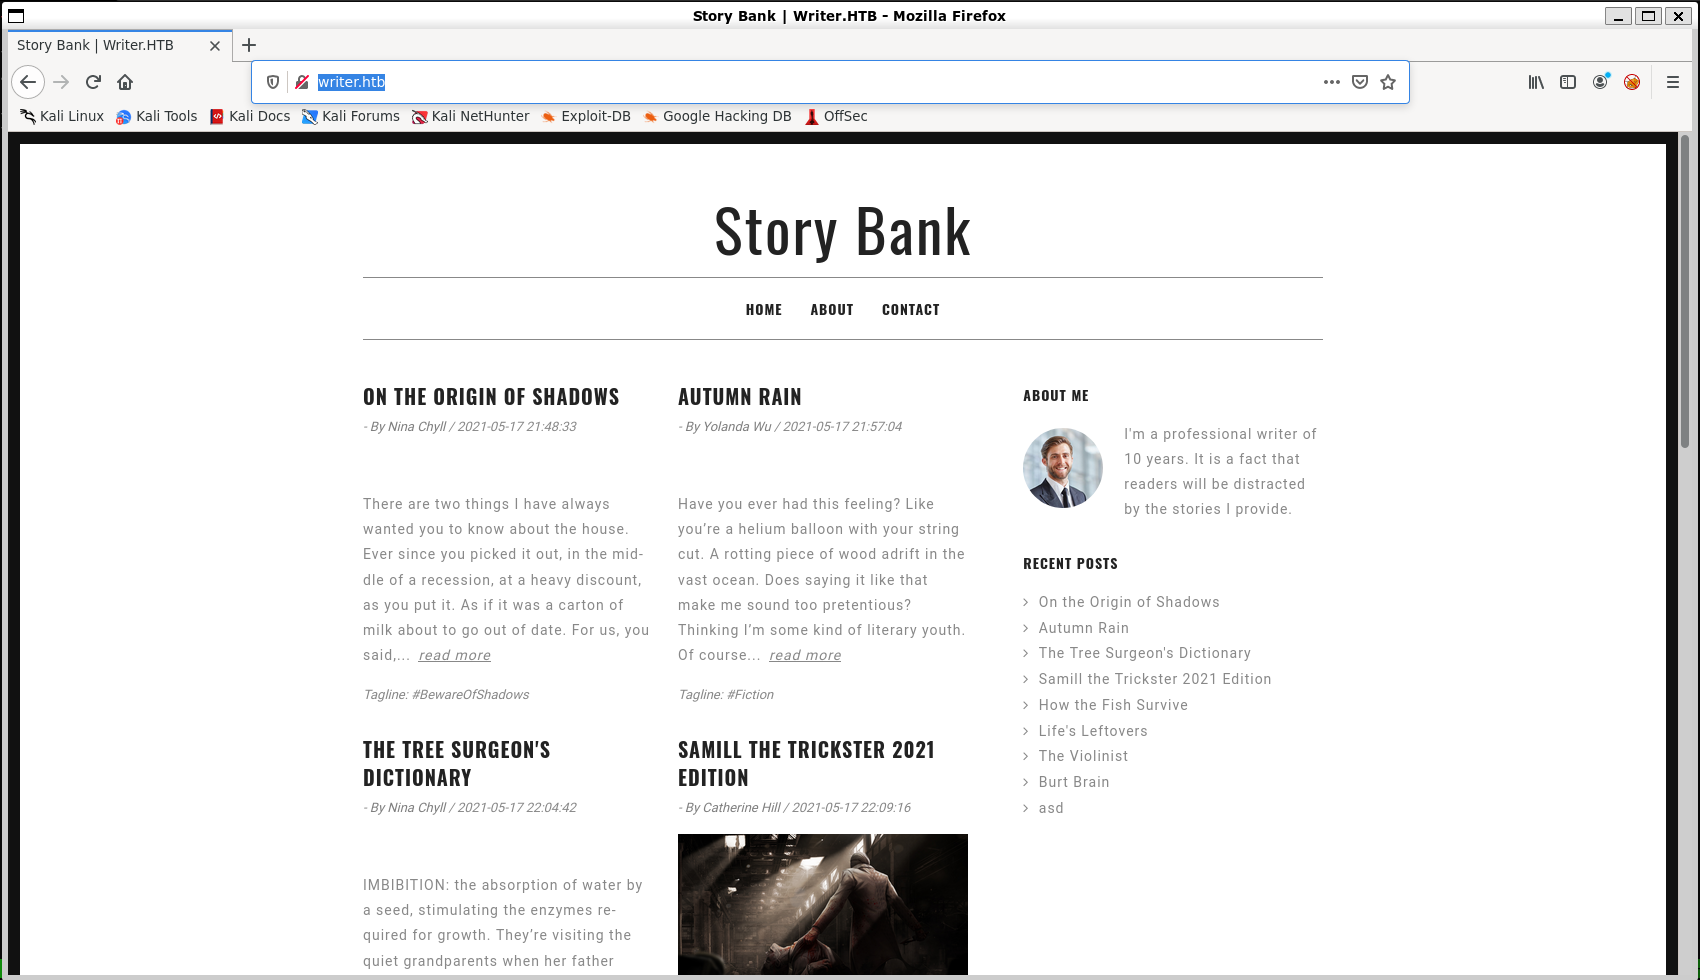 Story Bank | Writer.HTB - Mozilla Firefox
Story Bank | Writer.HTB
writer.htb
Kali Linux Kali Tools Kali Docs Kali Forums Kali NetHunter Exploit-DB Google Hacking DB OffSec
Story Bank
HOME ABOUT CONTACT
ON THE ORIGIN OF SHADOWS
- By Nina Chyll / 2021-05-17 21:48:33
There are two things I have always
wanted you to know about the house.
Ever since you picked it out, in the mid-
dle of a recession, at a heavy discount,
as you put it. As if it was a carton of
milk about to go out of date. For us, you
said,... read more
Tagline: #BewareOfShadows
AUTUMN RAIN
- By Yolanda Wu / 2021-05-17 21:57:04
Have you ever had this feeling? Like
you’re a helium balloon with your string
cut. A rotting piece of wood adrift in the
vast ocean. Does saying it like that
make me sound too pretentious?
Thinking I’m some kind of literary youth.
Of course... read more
Tagline: #Fiction
THE TREE SURGEON'S
DICTIONARY
- By Nina Chyll / 2021-05-17 22:04:42
IMBIBITION: the absorption of water by
a seed, stimulating the enzymes re-
quired for growth. They’re visiting the
quiet grandparents when her father
SAMILL THE TRICKSTER 2021
EDITION
- By Catherine Hill / 2021-05-17 22:09:16
ABOUT ME
I'm a professional writer of
10 years. It is a fact that
readers will be distracted
by the stories I provide.
RECENT POSTS
On the Origin of Shadows
Autumn Rain
The Tree Surgeon's Dictionary
Samill the Trickster 2021 Edition
How the Fish Survive
Life's Leftovers
The Violinist
Burt Brain
asd